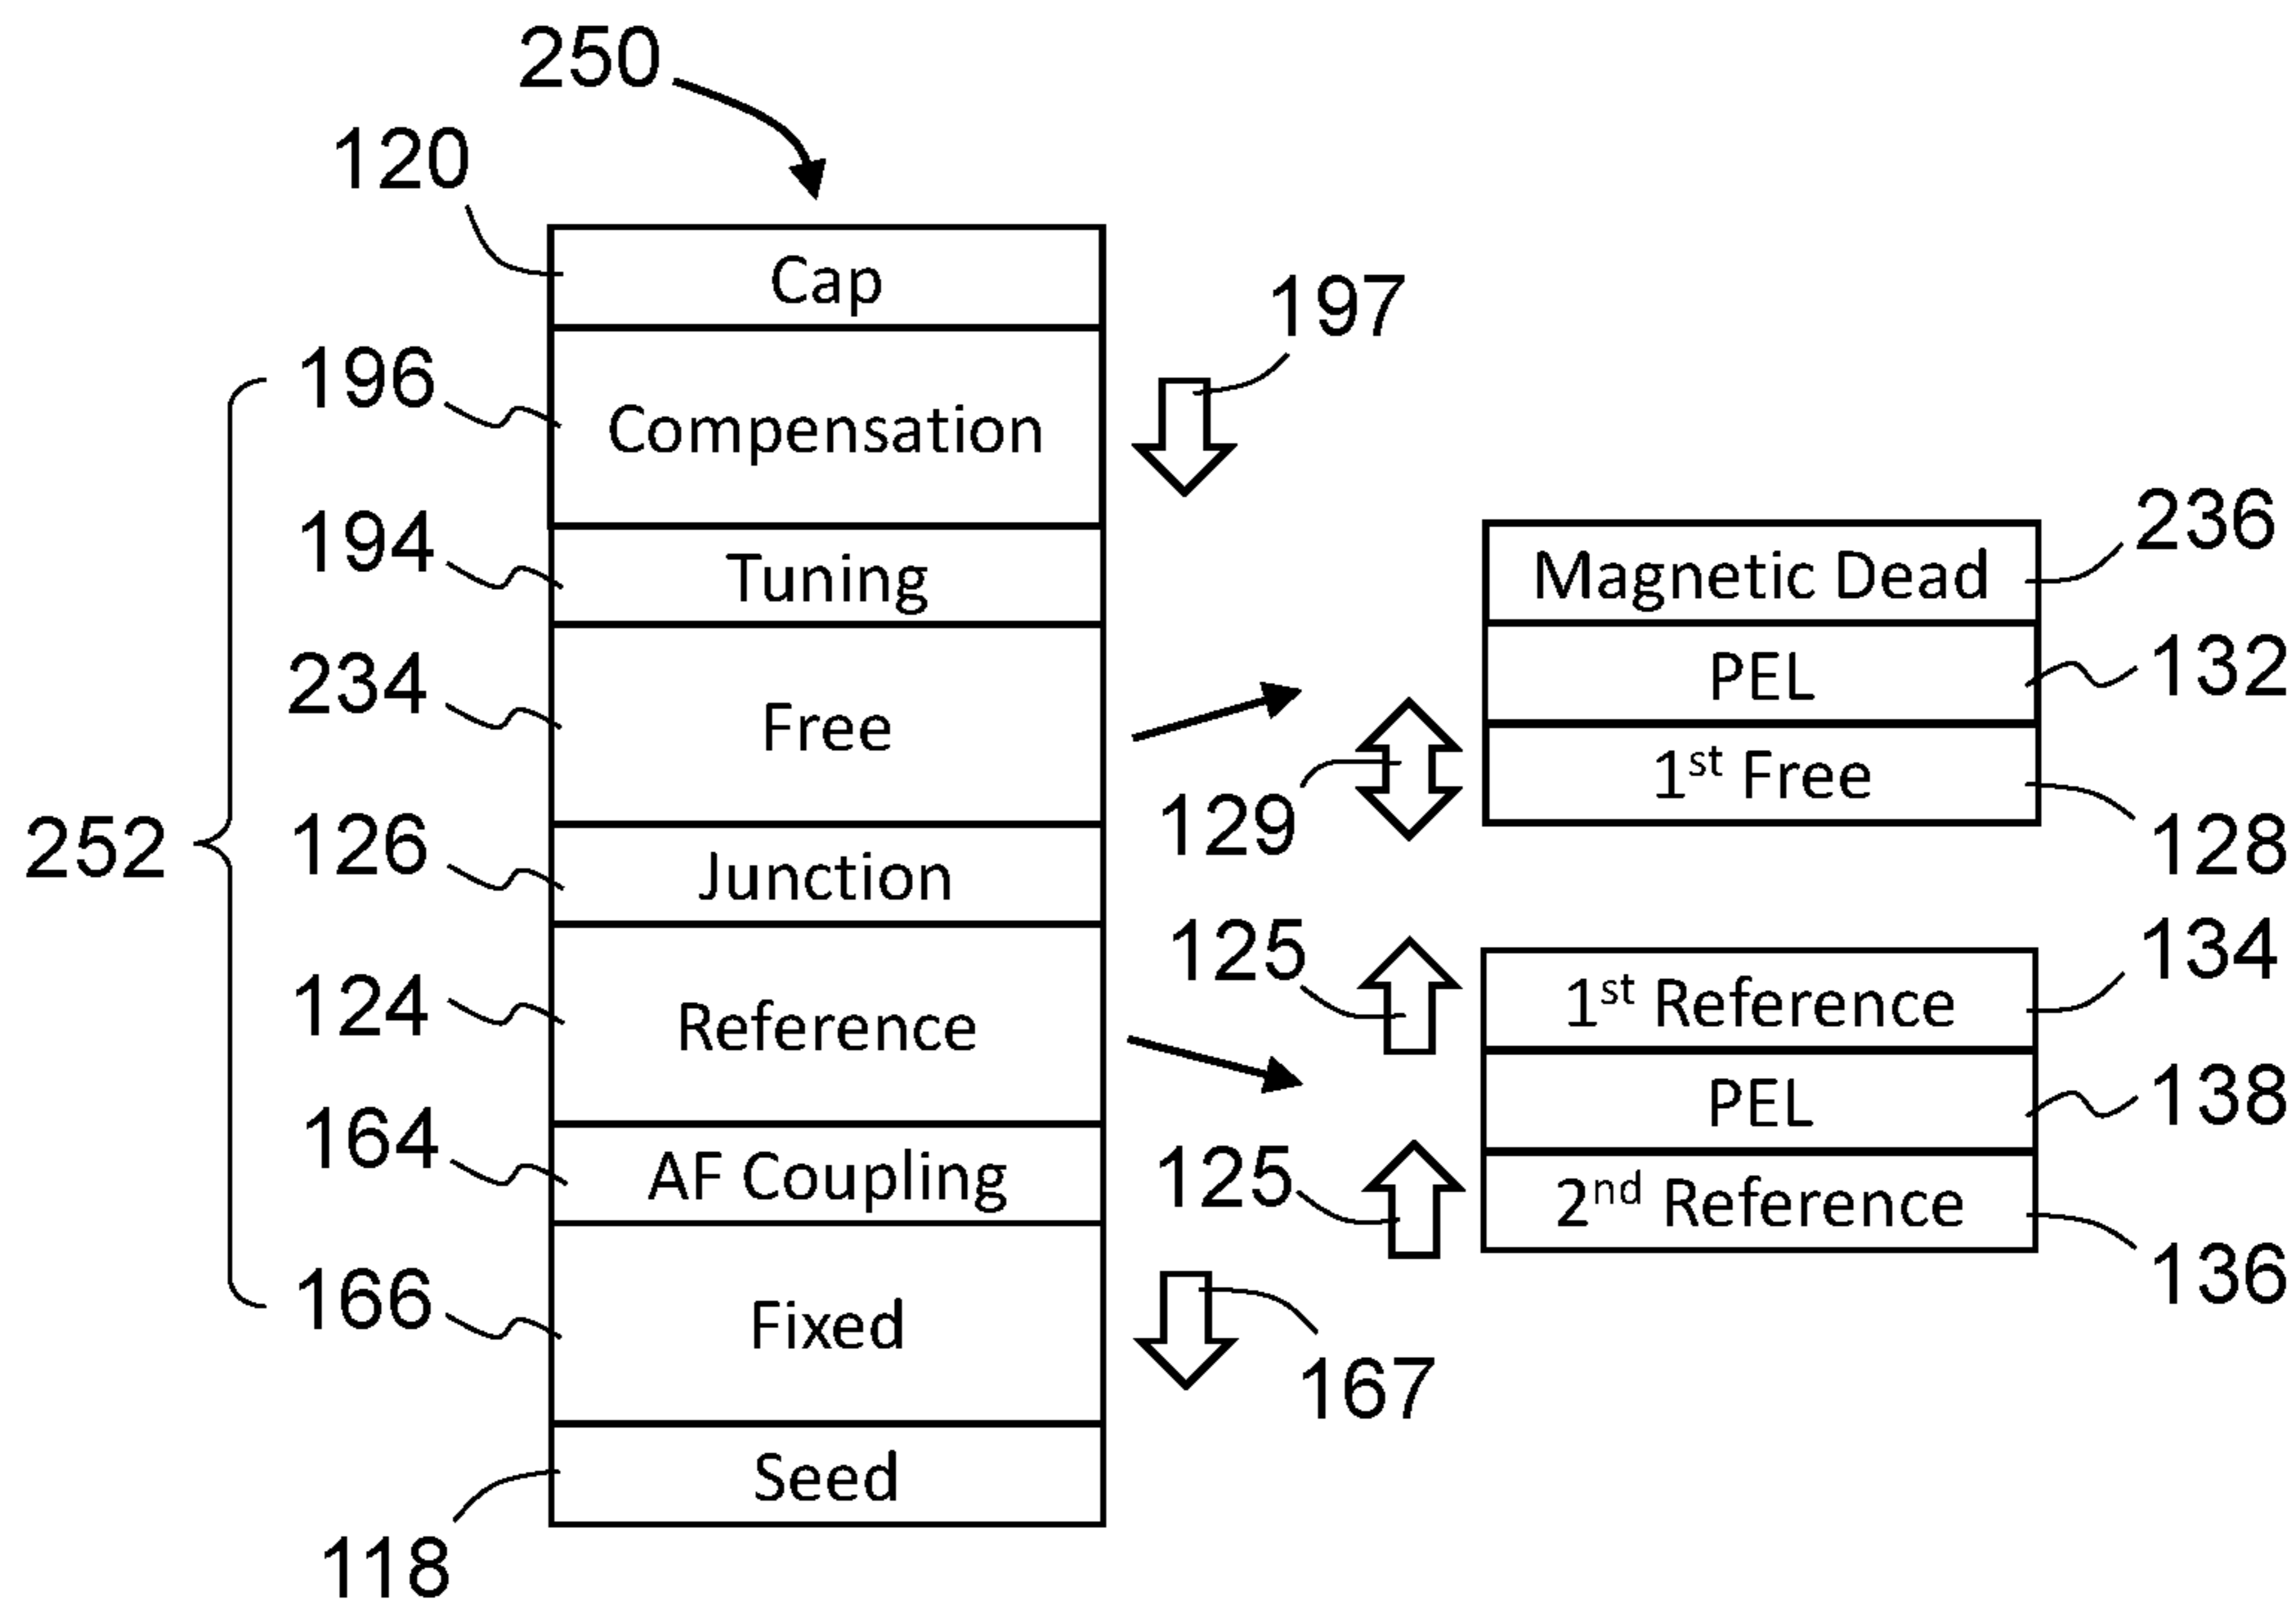 250
120
Cap
197
196
Compensation
194
Tuning
236
Magnetic Dead
132
PEL
234
Free
129
1st Free
128
252
126
Junction
125
134
1st Reference
124
Reference
138
PEL
164
AF Coupling
125
2nd Reference
136
166
Fixed
167
Seed
118